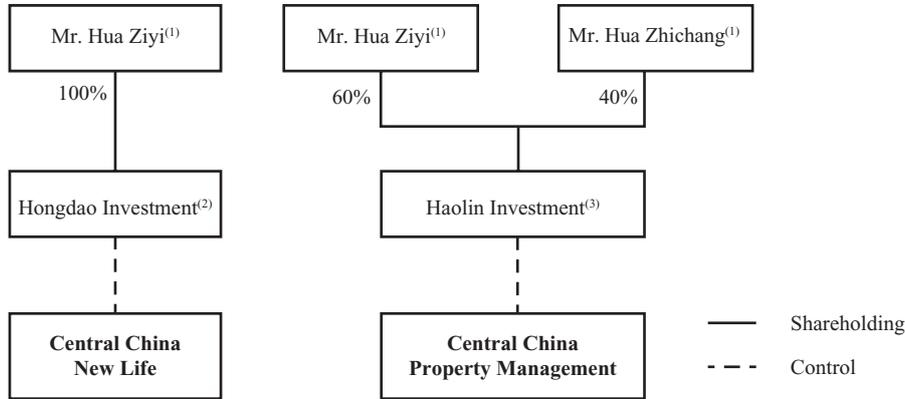 Mr. Hua Ziyi(1)
Mr. Hua Ziyi(1)
Mr. Hua Zhichang(1)
100%
60%
40%
Hongdao Investment(2)
Haolin Investment(3)
Central China
New Life
Central China
Property Management
Shareholding
Control